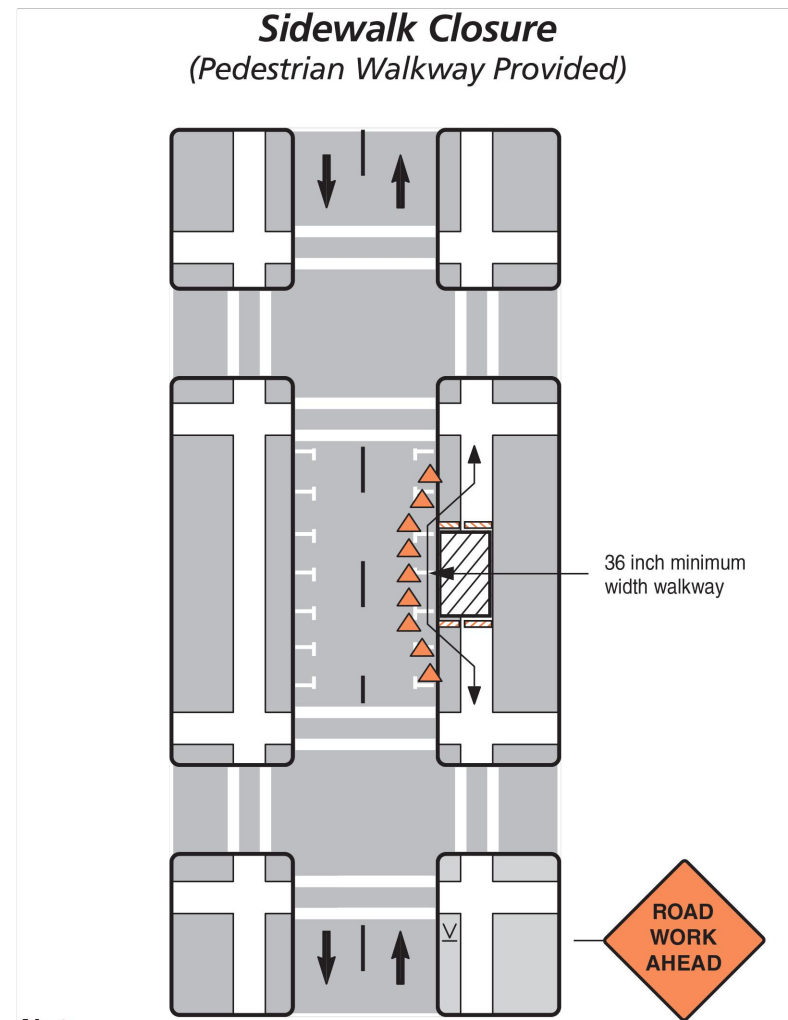 Sidewalk Closure
(Pedestrian Walkway Provided)
36 inch minimum
width walkway
ROAD
WORK
AHEAD